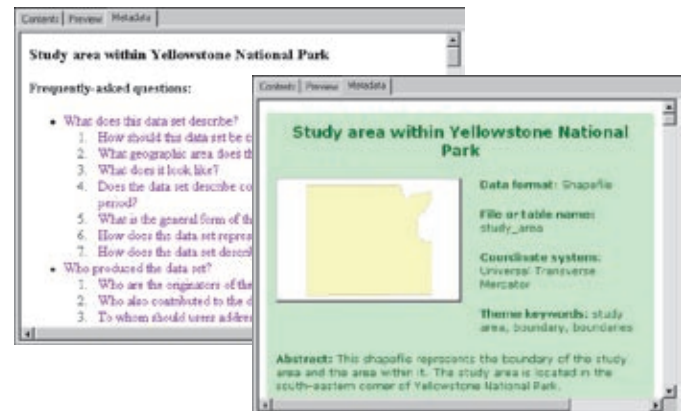 Contents Preview Metadata
Study area within Yellowstone National Park
Frequently-asked questions:
• What does this data set describe?
1. How should this data set be
2. What geographic area does th
3. What does it look like?
4. Does the data set describe co
period?
5. What is the general form of th
6. How does the data set repres
7. How does the data set descri
• Who produced the data set?
1. Who are the originators of the
2. Who also contributed to the d
3. To whom should users addres
Contents Preview Metadata
Study area within Yellowstone National
Park
Data format: Shapefile
File or table name:
study_area
Coordinate system:
Universal Transverse
Mercator
Theme keywords: study
area, boundary, boundaries
Abstract: This shapefile represents the boundary of the study
area and the area within it. The study area is located in the
south-eastern corner of Yellowstone National Park.